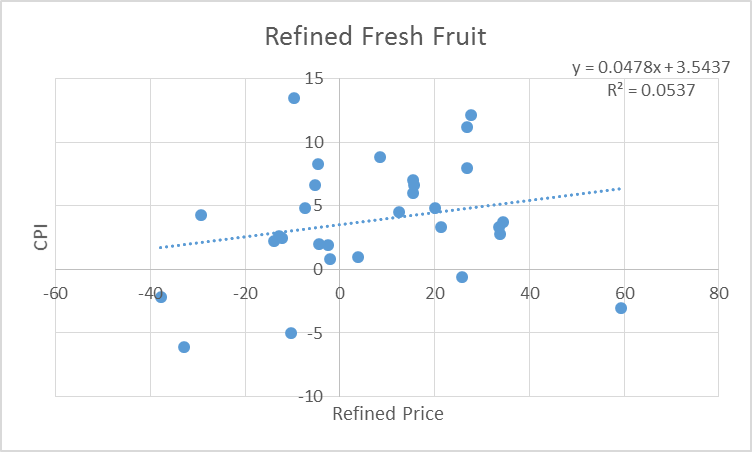 Refined Fresh Fruit
y = 0.0478x + 3.5437
R² = 0.0537
15
10
5
0
-5
-10
-60 -40 -20 0 20 40 60 80
CPI
Refined Price